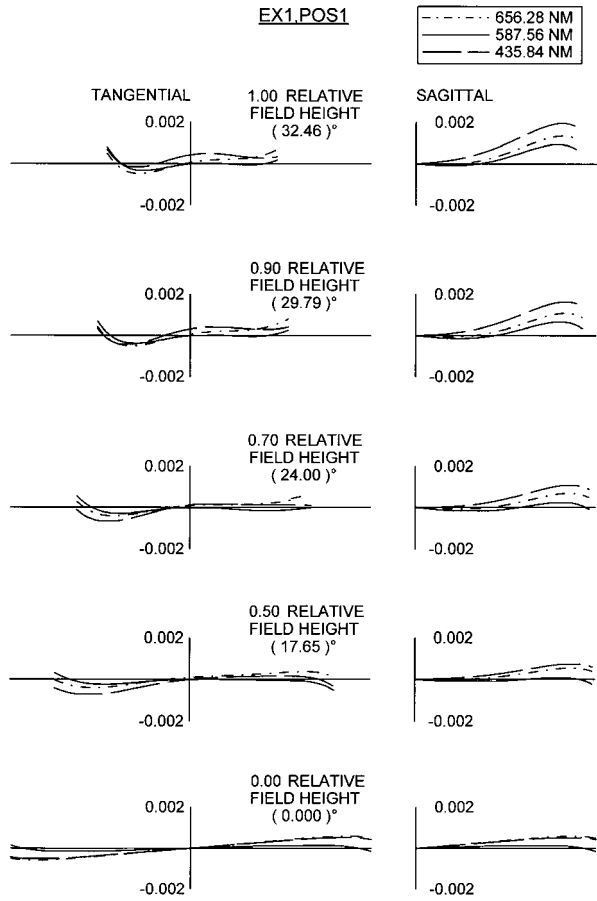 EX1,POS1
656.28 NM
587.56 NM
435.84 NM
TANGENTIAL
1.00 RELATIVE
FIELD HEIGHT
( 32.46 )°
SAGITTAL
0.002
-0.002
0.002
-0.002
0.90 RELATIVE
FIELD HEIGHT
( 29.79 )°
0.002
-0.002
0.002
-0.002
0.70 RELATIVE
FIELD HEIGHT
( 24.00 )°
0.002
-0.002
0.002
-0.002
0.50 RELATIVE
FIELD HEIGHT
( 17.65 )°
0.002
-0.002
0.002
-0.002
0.00 RELATIVE
FIELD HEIGHT
( 0.000 )°
0.002
-0.002
0.002
-0.002